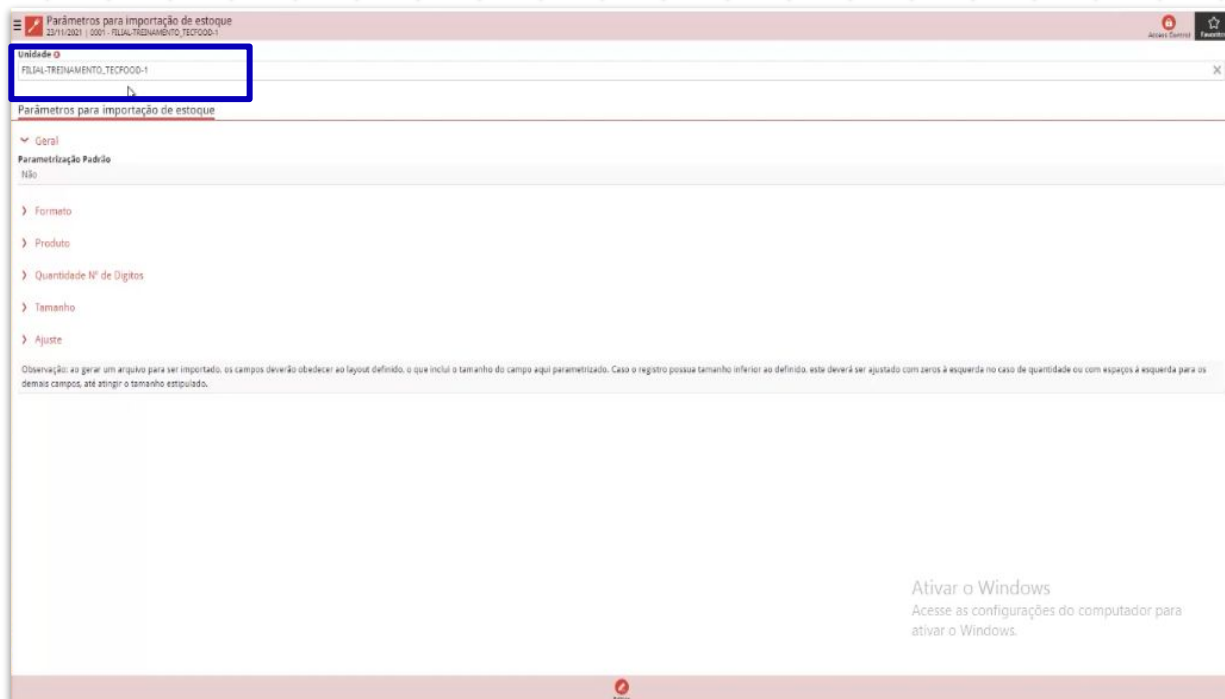 Parâmetros para importação de estoque
23/11/2021 | 0001 - FILIAL-TREINAMENTO_TECFOOD-1
Access Control
Favorito
Unidade
FILIAL-TREINAMENTO_TECFOOD-1
Parâmetros para importação de estoque
Geral
Parametrização Padrão
Não
Formato
Produto
Quantidade Nº de Digitos
Tamanho
Ajuste
Observação: ao gerar um arquivo para ser importado, os campos deverão obedecer ao layout definido, o que inclui o tamanho do campo aqui parametrizado. Caso o registro possua tamanho inferior ao definido, este deverá ser ajustado com zeros à esquerda no caso de quantidade ou com espaços à esquerda para os
demais campos, até atingir o tamanho estipulado.
Ativar o Windows
Acesse as configurações do computador para
ativar o Windows.